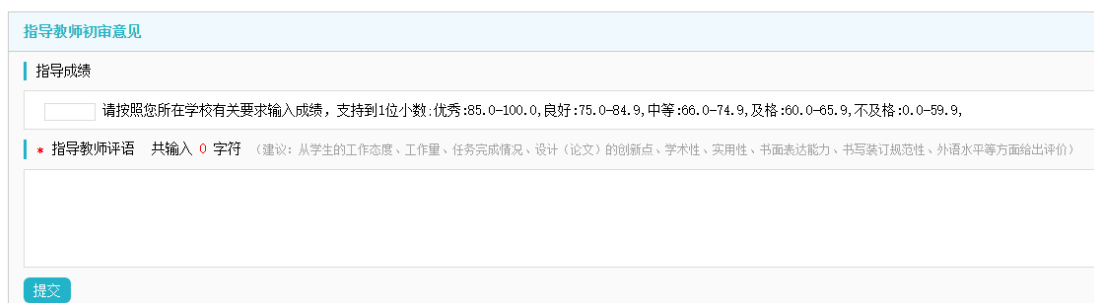 指导教师初审意见
指导成绩
请按照您所在学校有关要求输入成绩，支持到1位小数:优秀:85.0-100.0,良好:75.0-84.9,中等:66.0-74.9,及格:60.0-65.9,不及格:0.0-59.9,
* 指导教师评语 共输入 0 字符 （建议：从学生的工作态度、工作量、任务完成情况、设计（论文）的创新点、学术性、实用性、书面表达能力、书写装订规范性、外语水平等方面给出评价）
提交